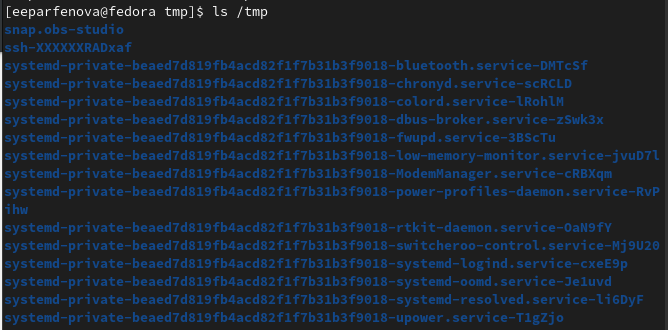 [eeparfenova@fedora tmp]$ ls /tmp
snap.obs-studio
ssh-XXXXXXRADxaf
systemd-private-beaed7d819fb4acd82f1f7b31b3f9018-bluetooth.service-DMTcSf
systemd-private-beaed7d819fb4acd82f1f7b31b3f9018-chronyd.service-scRCLD
systemd-private-beaed7d819fb4acd82f1f7b31b3f9018-colord.service-lRohlM
systemd-private-beaed7d819fb4acd82f1f7b31b3f9018-dbus-broker.service-zSwk3x
systemd-private-beaed7d819fb4acd82f1f7b31b3f9018-fwupd.service-3BScTu
systemd-private-beaed7d819fb4acd82f1f7b31b3f9018-low-memory-monitor.service-jvuD7l
systemd-private-beaed7d819fb4acd82f1f7b31b3f9018-ModemManager.service-cRBXqm
systemd-private-beaed7d819fb4acd82f1f7b31b3f9018-power-profiles-daemon.service-RvP
ihw
systemd-private-beaed7d819fb4acd82f1f7b31b3f9018-rtkit-daemon.service-OaN9fY
systemd-private-beaed7d819fb4acd82f1f7b31b3f9018-switcheroo-control.service-Mj9U20
systemd-private-beaed7d819fb4acd82f1f7b31b3f9018-systemd-logind.service-cxeE9p
systemd-private-beaed7d819fb4acd82f1f7b31b3f9018-systemd-oomd.service-Je1uvd
systemd-private-beaed7d819fb4acd82f1f7b31b3f9018-systemd-resolved.service-li6DyF
systemd-private-beaed7d819fb4acd82f1f7b31b3f9018-upower.service-T1gZjo